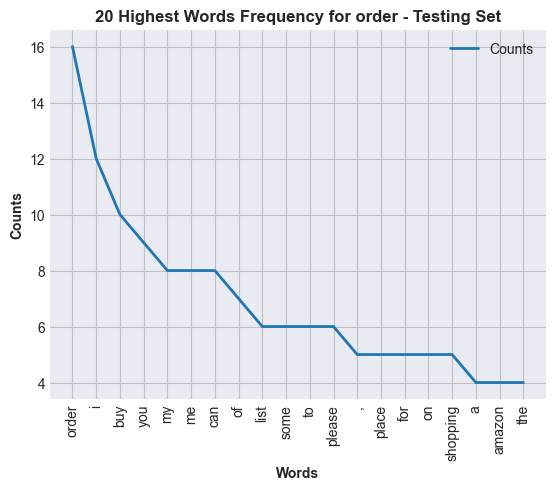 20 Highest Words Frequency for order - Testing Set
Counts
Counts
16
14
12
10
8
6
4
order
i
buy
you
my
me
can
of
list
some
to
please
,
place
for
on
shopping
a
amazon
the
Words